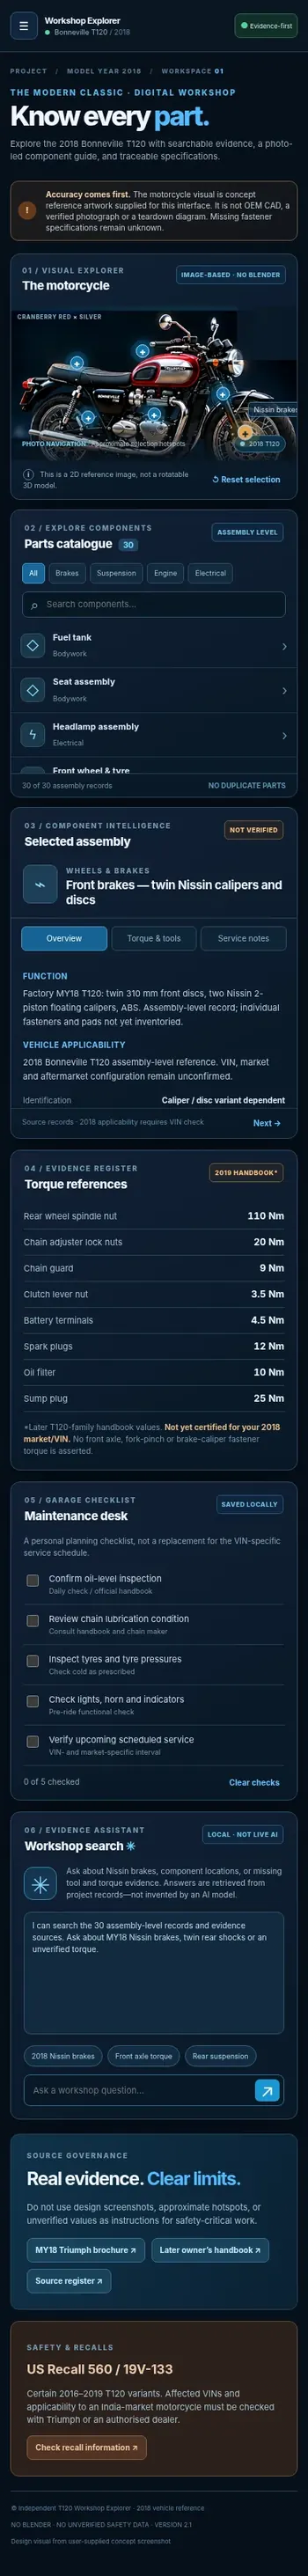 Workshop Explorer
Bonneville T120 / 2018
Evidence-first
PROJECT / MODEL YEAR 2018 / WORKSPACE 01
THE MODERN CLASSIC · DIGITAL WORKSHOP
Know every part.
Explore the 2018 Bonneville T120 with searchable evidence, a photo-
led component guide, and traceable specifications.
! Accuracy comes first. The motorcycle visual is concept
reference artwork supplied for this interface. It is not OEM CAD, a
verified photograph or a teardown diagram. Missing fastener
specifications remain unknown.
01 / VISUAL EXPLORER
IMAGE-BASED · NO BLENDER
The motorcycle
CRANBERRY RED × SILVER
Nissin brakes
PHOTO NAVIGATION
2018 T120
This is a 2D reference image, not a rotatable
3D model.
↺ Reset selection
02 / EXPLORE COMPONENTS
ASSEMBLY LEVEL
Parts catalogue 30
All Brakes Suspension Engine Electrical
Search components...
Fuel tank
Bodywork
Seat assembly
Bodywork
Headlamp assembly
Electrical
Front wheel & tyre
30 of 30 assembly records
NO DUPLICATE PARTS
03 / COMPONENT INTELLIGENCE
NOT VERIFIED
Selected assembly
WHEELS & BRAKES
Front brakes — twin Nissin calipers and
discs
Overview Torque & tools Service notes
FUNCTION
Factory MY18 T120: twin 310 mm front discs, two Nissin 2-
piston floating calipers, ABS. Assembly-level record; individual
fasteners and pads not yet inventoried.
VEHICLE APPLICABILITY
2018 Bonneville T120 assembly-level reference. VIN, market
and aftermarket configuration remain unconfirmed.
Identification Caliper / disc variant dependent
Source records · 2018 applicability requires VIN check
Next →
04 / EVIDENCE REGISTER
2019 HANDBOOK*
Torque references
Rear wheel spindle nut 110 Nm
Chain adjuster lock nuts 20 Nm
Chain guard 9 Nm
Clutch lever nut 3.5 Nm
Battery terminals 4.5 Nm
Spark plugs 12 Nm
Oil filter 10 Nm
Sump plug 25 Nm
*Later T120-family handbook values. Not yet certified for your 2018
market/VIN. No front axle, fork-pinch or brake-caliper fastener
torque is asserted.
05 / GARAGE CHECKLIST
SAVED LOCALLY
Maintenance desk
A personal planning checklist, not a replacement for the VIN-specific
service schedule.
Confirm oil-level inspection
Daily check / official handbook
Review chain lubrication condition
Consult handbook and chain maker
Inspect tyres and tyre pressures
Check cold as prescribed
Check lights, horn and indicators
Pre-ride functional check
Verify upcoming scheduled service
VIN- and market-specific interval
0 of 5 checked
Clear checks
06 / EVIDENCE ASSISTANT
LOCAL · NOT LIVE AI
Workshop search ✳
Ask about Nissin brakes, component locations, or missing
tool and torque evidence. Answers are retrieved from
project records—not invented by an AI model.
I can search the 30 assembly-level records and evidence
sources. Ask about MY18 Nissin brakes, twin rear shocks or an
unverified torque.
2018 Nissin brakes Front axle torque Rear suspension
Ask a workshop question...
SOURCE GOVERNANCE
Real evidence. Clear limits.
Do not use design screenshots, approximate hotspots, or
unverified values as instructions for safety-critical work.
MY18 Triumph brochure ↗ Later owner's handbook ↗
Source register ↗
SAFETY & RECALLS
US Recall 560 / 19V-133
Certain 2016–2019 T120 variants. Affected VINs and
applicability to an India-market motorcycle must be checked
with Triumph or an authorised dealer.
Check recall information ↗
© Independent T120 Workshop Explorer · 2018 vehicle reference
NO BLENDER · NO UNVERIFIED SAFETY DATA · VERSION 2.1
Design visual from user-supplied concept screenshot